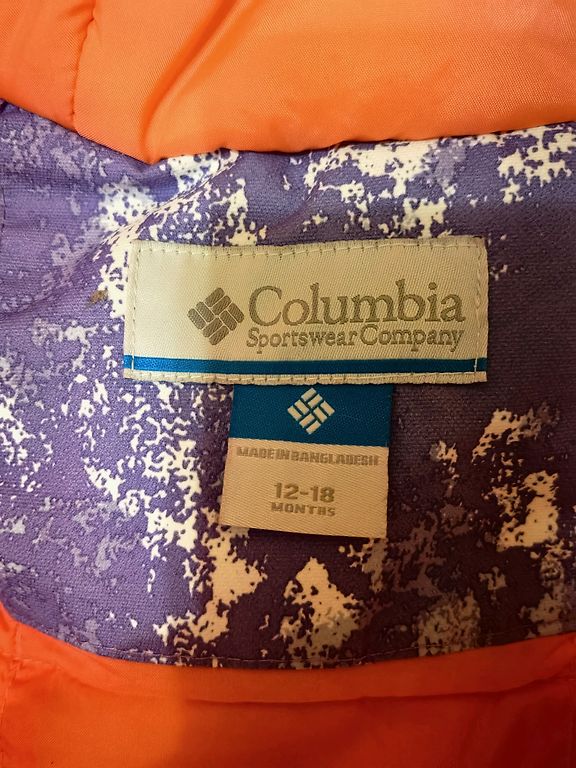 Columbia
Sportswear Company
MADE IN BANGLADESH
12-18
MONTHS